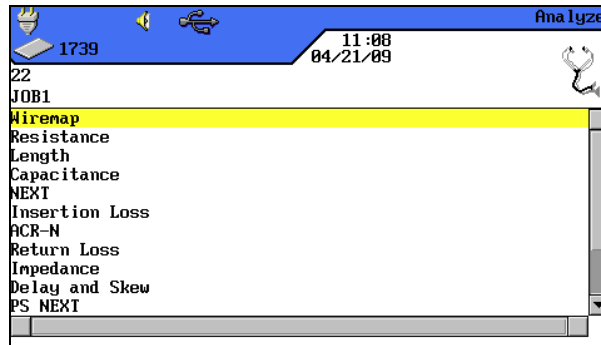 Analyze
1739
11:08
04/21/09
22
JOB1
Wiremap
Resistance
Length
Capacitance
NEXT
Insertion Loss
ACR-N
Return Loss
Impedance
Delay and Skew
PS NEXT